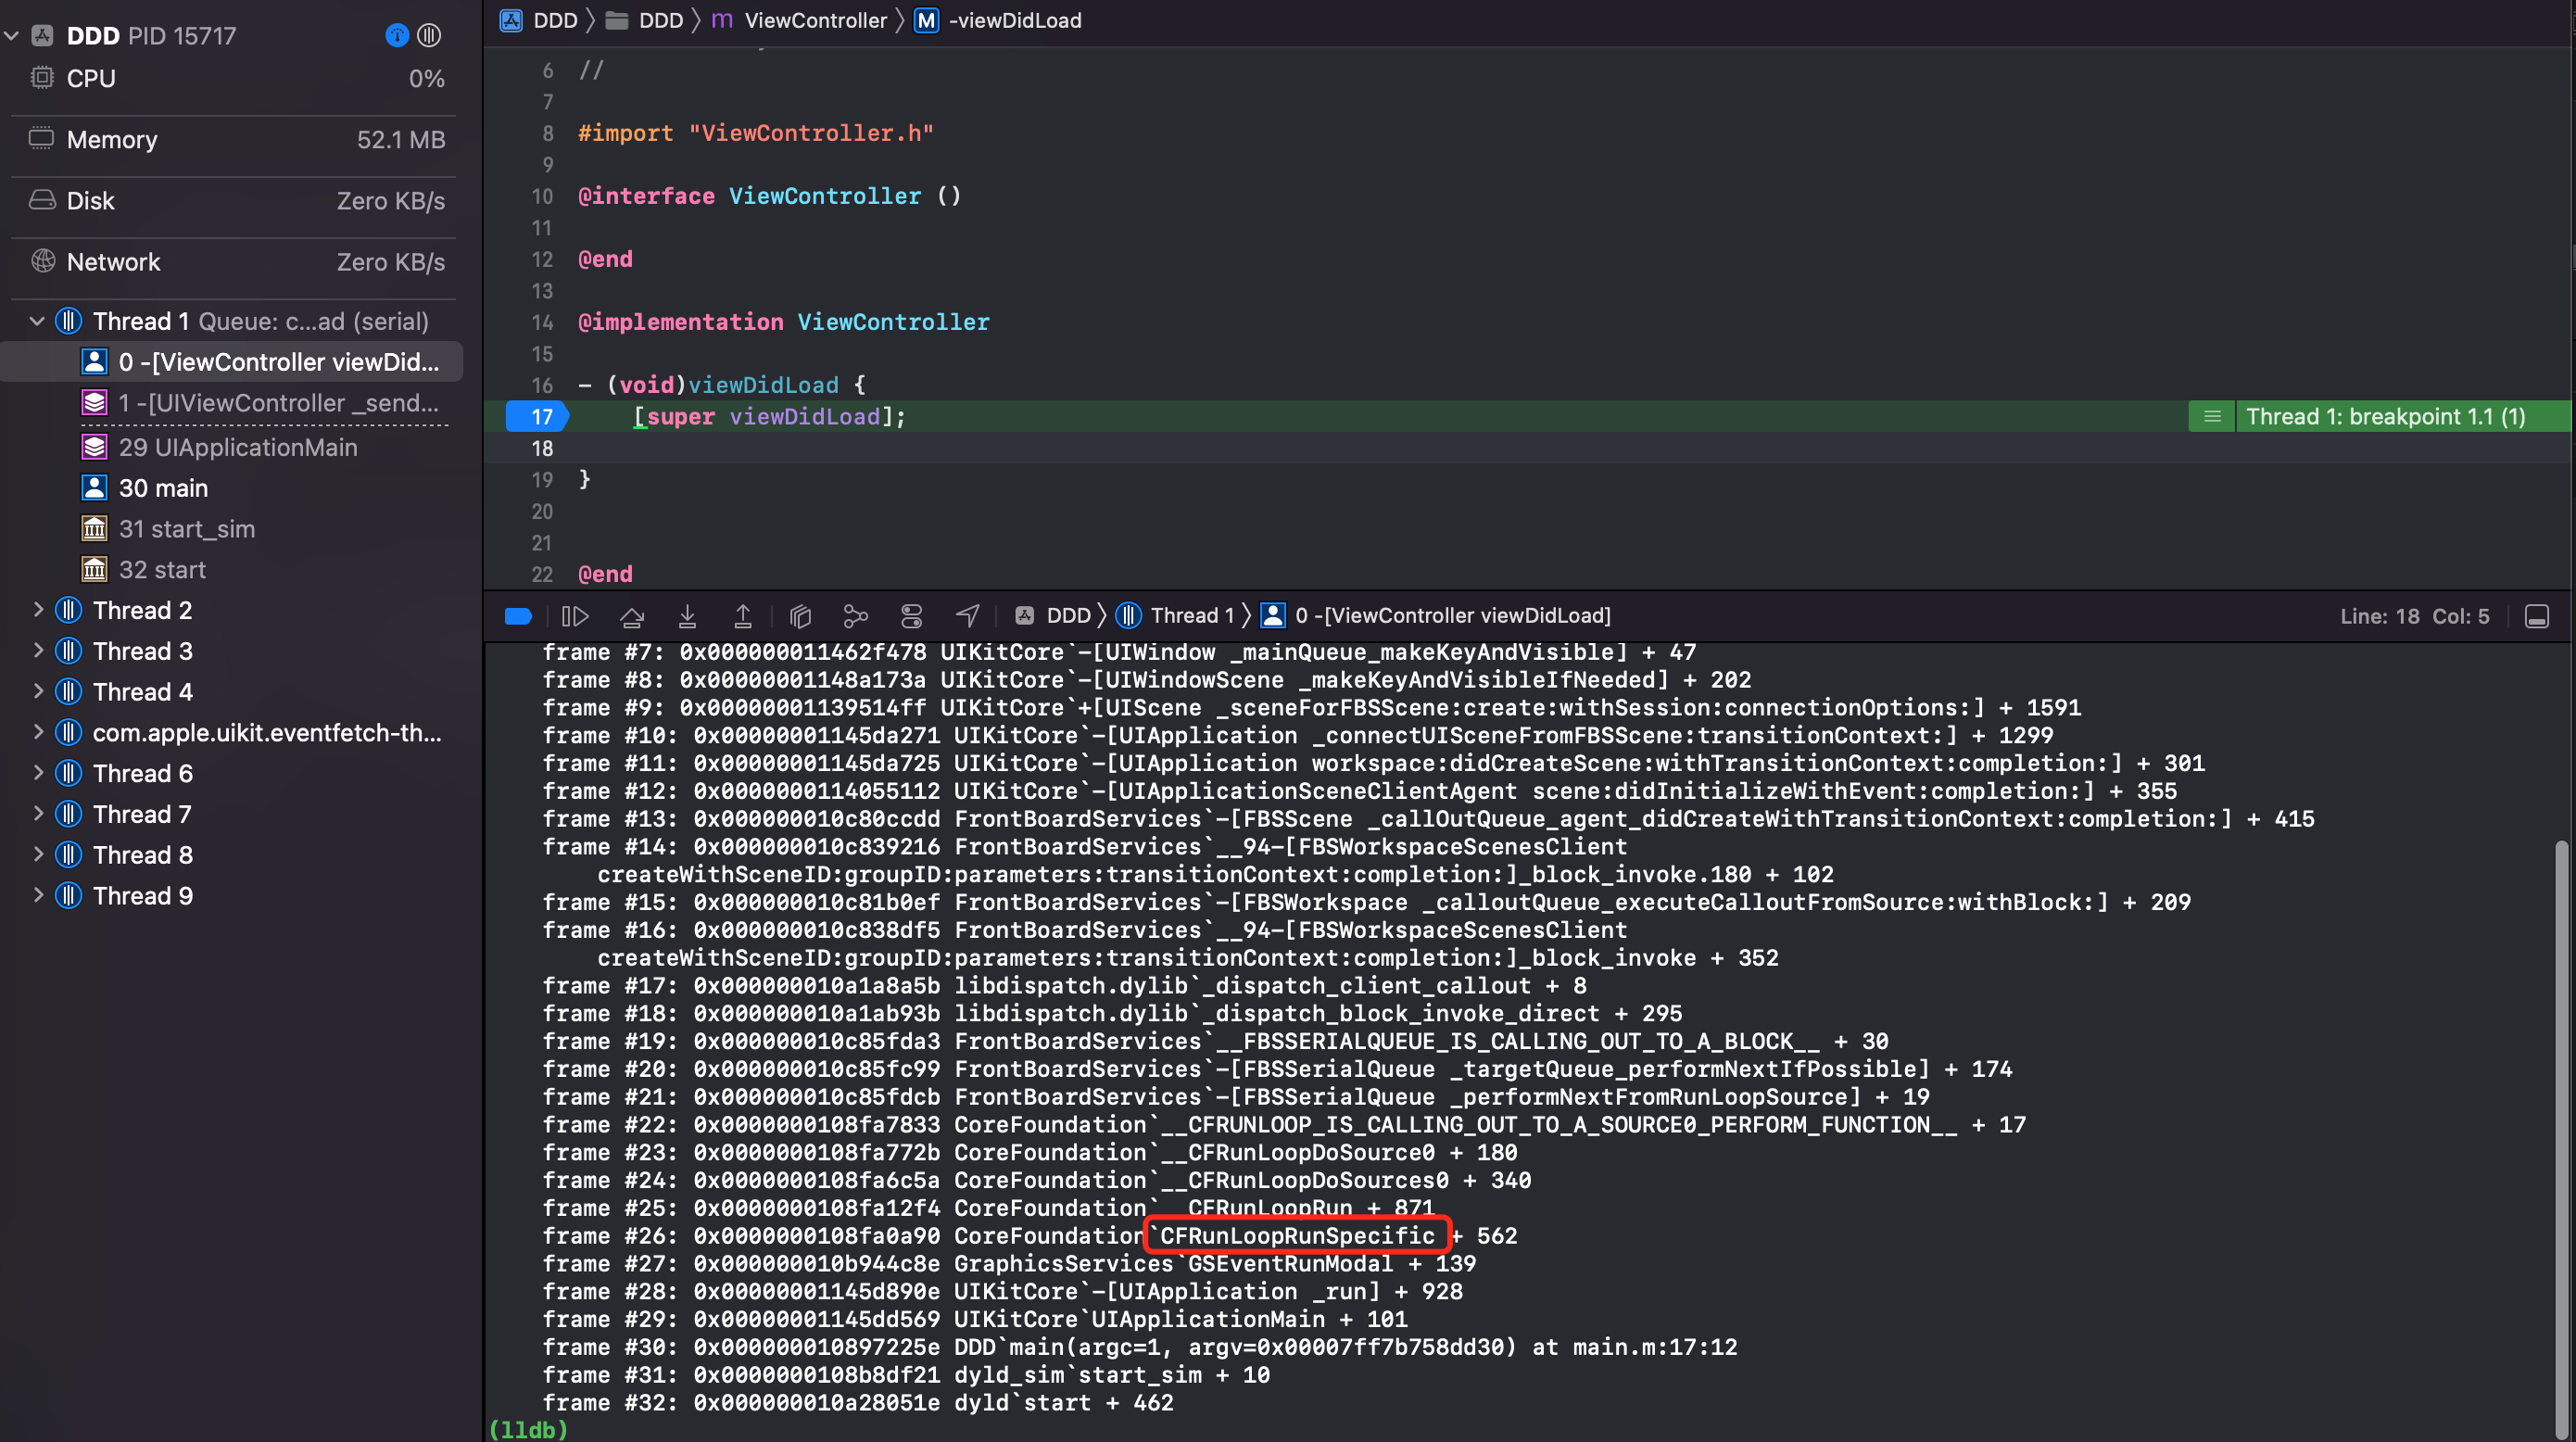 DDD PID 15717
CPU 0%
Memory 52.1 MB
Disk Zero KB/s
Network Zero KB/s
Thread 1 Queue: c...ad (serial)
0 -[ViewController viewDid...
1 -[UIViewController _send...
29 UIApplicationMain
30 main
31 start_sim
32 start
Thread 2
Thread 3
Thread 4
com.apple.uikit.eventfetch-th...
Thread 6
Thread 7
Thread 8
Thread 9
DDD 〉 DDD 〉 m ViewController 〉 M -viewDidLoad
6 //
7
8 #import "ViewController.h"
9
10 @interface ViewController ()
11
12 @end
13
14 @implementation ViewController
15
16 - (void)viewDidLoad {
17 [super viewDidLoad]; Thread 1: breakpoint 1.1 (1)
18
19 }
20
21
22 @end
DDD 〉 Thread 1 〉 0 -[ViewController viewDidLoad] Line: 18 Col: 5
frame #7: 0x000000011462f478 UIKitCore`-[UIWindow _mainQueue_makeKeyAndVisible] + 47
frame #8: 0x00000001148a173a UIKitCore`-[UIWindowScene _makeKeyAndVisibleIfNeeded] + 202
frame #9: 0x00000001139514ff UIKitCore`+[UIScene _sceneForFBSScene:create:withSession:connectionOptions:] + 1591
frame #10: 0x00000001145da271 UIKitCore`-[UIApplication _connectUISceneFromFBSScene:transitionContext:] + 1299
frame #11: 0x00000001145da725 UIKitCore`-[UIApplication workspace:didCreateScene:withTransitionContext:completion:] + 301
frame #12: 0x0000000114055112 UIKitCore`-[UIApplicationSceneClientAgent scene:didInitializeWithEvent:completion:] + 355
frame #13: 0x000000010c80ccdd FrontBoardServices`-[FBSScene _callOutQueue_agent_didCreateWithTransitionContext:completion:] + 415
frame #14: 0x000000010c839216 FrontBoardServices`__94-[FBSWorkspaceScenesClient
createWithSceneID:groupID:parameters:transitionContext:completion:]_block_invoke.180 + 102
frame #15: 0x000000010c81b0ef FrontBoardServices`-[FBSWorkspace _calloutQueue_executeCalloutFromSource:withBlock:] + 209
frame #16: 0x000000010c838df5 FrontBoardServices`__94-[FBSWorkspaceScenesClient
createWithSceneID:groupID:parameters:transitionContext:completion:]_block_invoke + 352
frame #17: 0x000000010a1a8a5b libdispatch.dylib`_dispatch_client_callout + 8
frame #18: 0x000000010a1ab93b libdispatch.dylib`_dispatch_block_invoke_direct + 295
frame #19: 0x000000010c85fda3 FrontBoardServices`__FBSSERIALQUEUE_IS_CALLING_OUT_TO_A_BLOCK__ + 30
frame #20: 0x000000010c85fc99 FrontBoardServices`-[FBSSerialQueue _targetQueue_performNextIfPossible] + 174
frame #21: 0x000000010c85fdcb FrontBoardServices`-[FBSSerialQueue _performNextFromRunLoopSource] + 19
frame #22: 0x0000000108fa7833 CoreFoundation`__CFRUNLOOP_IS_CALLING_OUT_TO_A_SOURCE0_PERFORM_FUNCTION__ + 17
frame #23: 0x0000000108fa772b CoreFoundation`__CFRunLoopDoSource0 + 180
frame #24: 0x0000000108fa6c5a CoreFoundation`__CFRunLoopDoSources0 + 340
frame #25: 0x0000000108fa12f4 CoreFoundation`__CFRunLoopRun + 871
frame #26: 0x0000000108fa0a90 CoreFoundation`CFRunLoopRunSpecific + 562
frame #27: 0x000000010b944c8e GraphicsServices`GSEventRunModal + 139
frame #28: 0x00000001145d890e UIKitCore`-[UIApplication _run] + 928
frame #29: 0x00000001145dd569 UIKitCore`UIApplicationMain + 101
frame #30: 0x000000010897225e DDD`main(argc=1, argv=0x00007ff7b758dd30) at main.m:17:12
frame #31: 0x0000000108b8df21 dyld_sim`start_sim + 10
frame #32: 0x000000010a28051e dyld`start + 462
(lldb)